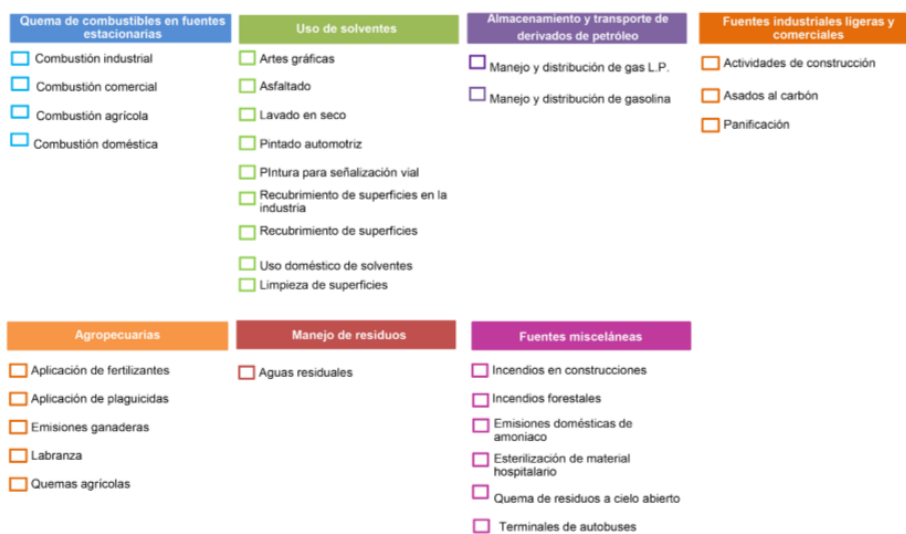 Quema de combustibles en fuentes
estacionarias
Combustión industrial
Combustión comercial
Combustión agrícola
Combustión doméstica
Uso de solventes
Artes gráficas
Asfaltado
Lavado en seco
Pintado automotriz
PIntura para señalización vial
Recubrimiento de superficies en la
industria
Recubrimiento de superficies
Uso doméstico de solventes
Limpieza de superficies
Almacenamiento y transporte de
derivados de petróleo
Manejo y distribución de gas L.P.
Manejo y distribución de gasolina
Fuentes industriales ligeras y
comerciales
Actividades de construcción
Asados al carbón
Panificación
Agropecuarias
Aplicación de fertilizantes
Aplicación de plaguicidas
Emisiones ganaderas
Labranza
Quemas agrícolas
Manejo de residuos
Aguas residuales
Fuentes misceláneas
Incendios en construcciones
Incendios forestales
Emisiones domésticas de
amoniaco
Esterilización de material
hospitalario
Quema de residuos a cielo abierto
Terminales de autobuses